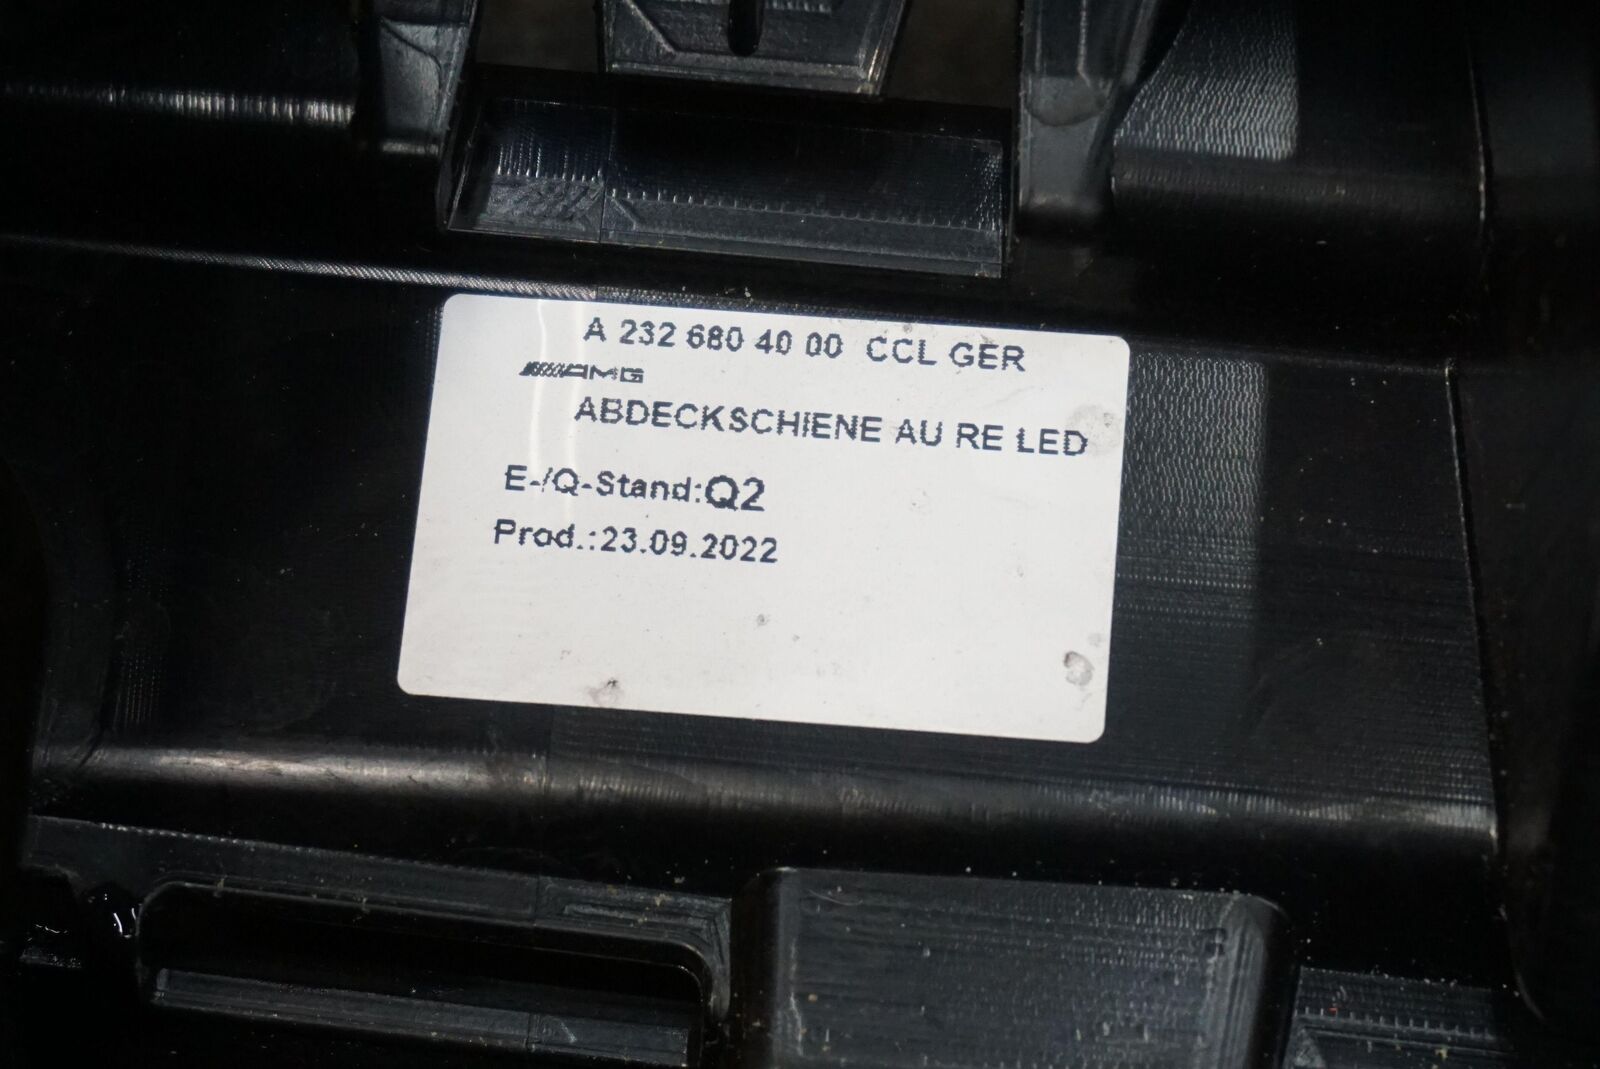 A 232 680 40 00 CCL GER
AMG
ABDECKSCHIENE AU RE LED
E-/Q-Stand:Q2
Prod.:23.09.2022